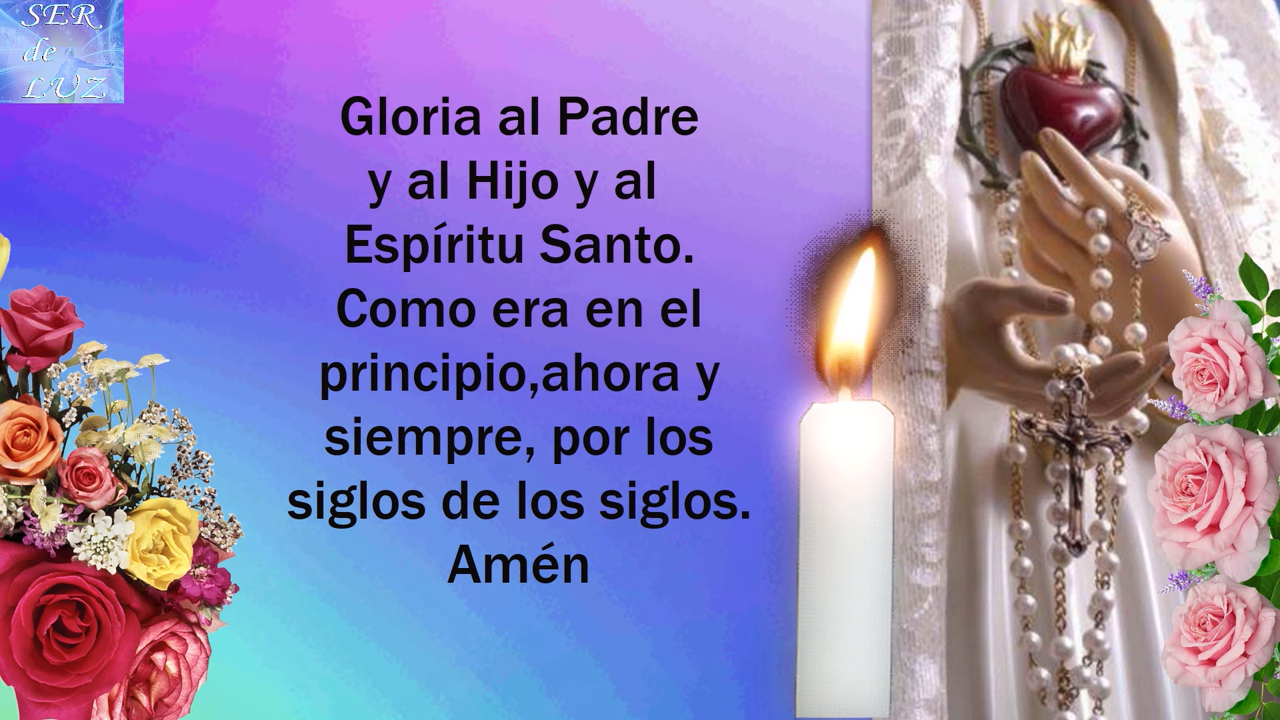 SER
de
LUZ
Gloria al Padre
y al Hijo y al
Espíritu Santo.
Como era en el
principio,ahora y
siempre, por los
siglos de los siglos.
Amén